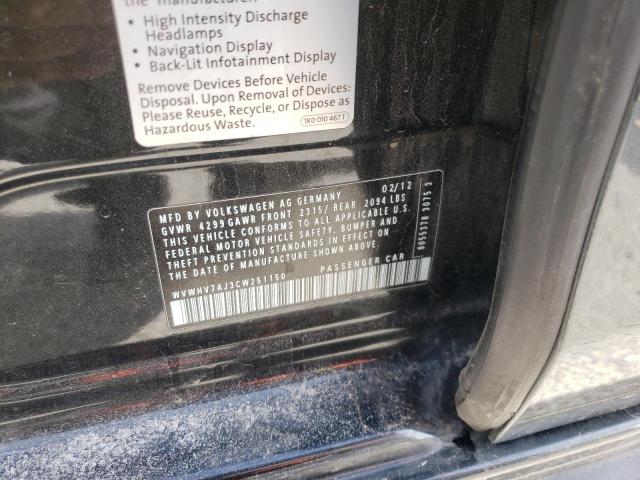 the manufacturer:
• High Intensity Discharge
Headlamps
• Navigation Display
• Back-Lit Infotainment Display
Remove Devices Before Vehicle
Disposal. Upon Removal of Devices:
Please Reuse, Recycle, or Dispose as
Hazardous Waste.
1K0 010 467 T
MFD BY VOLKSWAGEN AG GERMANY 02/12
GVWR 4299 GAWR FRONT 2315/ REAR 2094 LBS
THIS VEHICLE CONFORMS TO ALL APPLICABLE U.S.
FEDERAL MOTOR VEHICLE SAFETY, BUMPER AND
THEFT PREVENTION STANDARDS IN EFFECT ON
THE DATE OF MANUFACTURE SHOWN ABOVE.
WVWHV7AJ3CW251150 PASSENGER CAR
8055378 3075 3